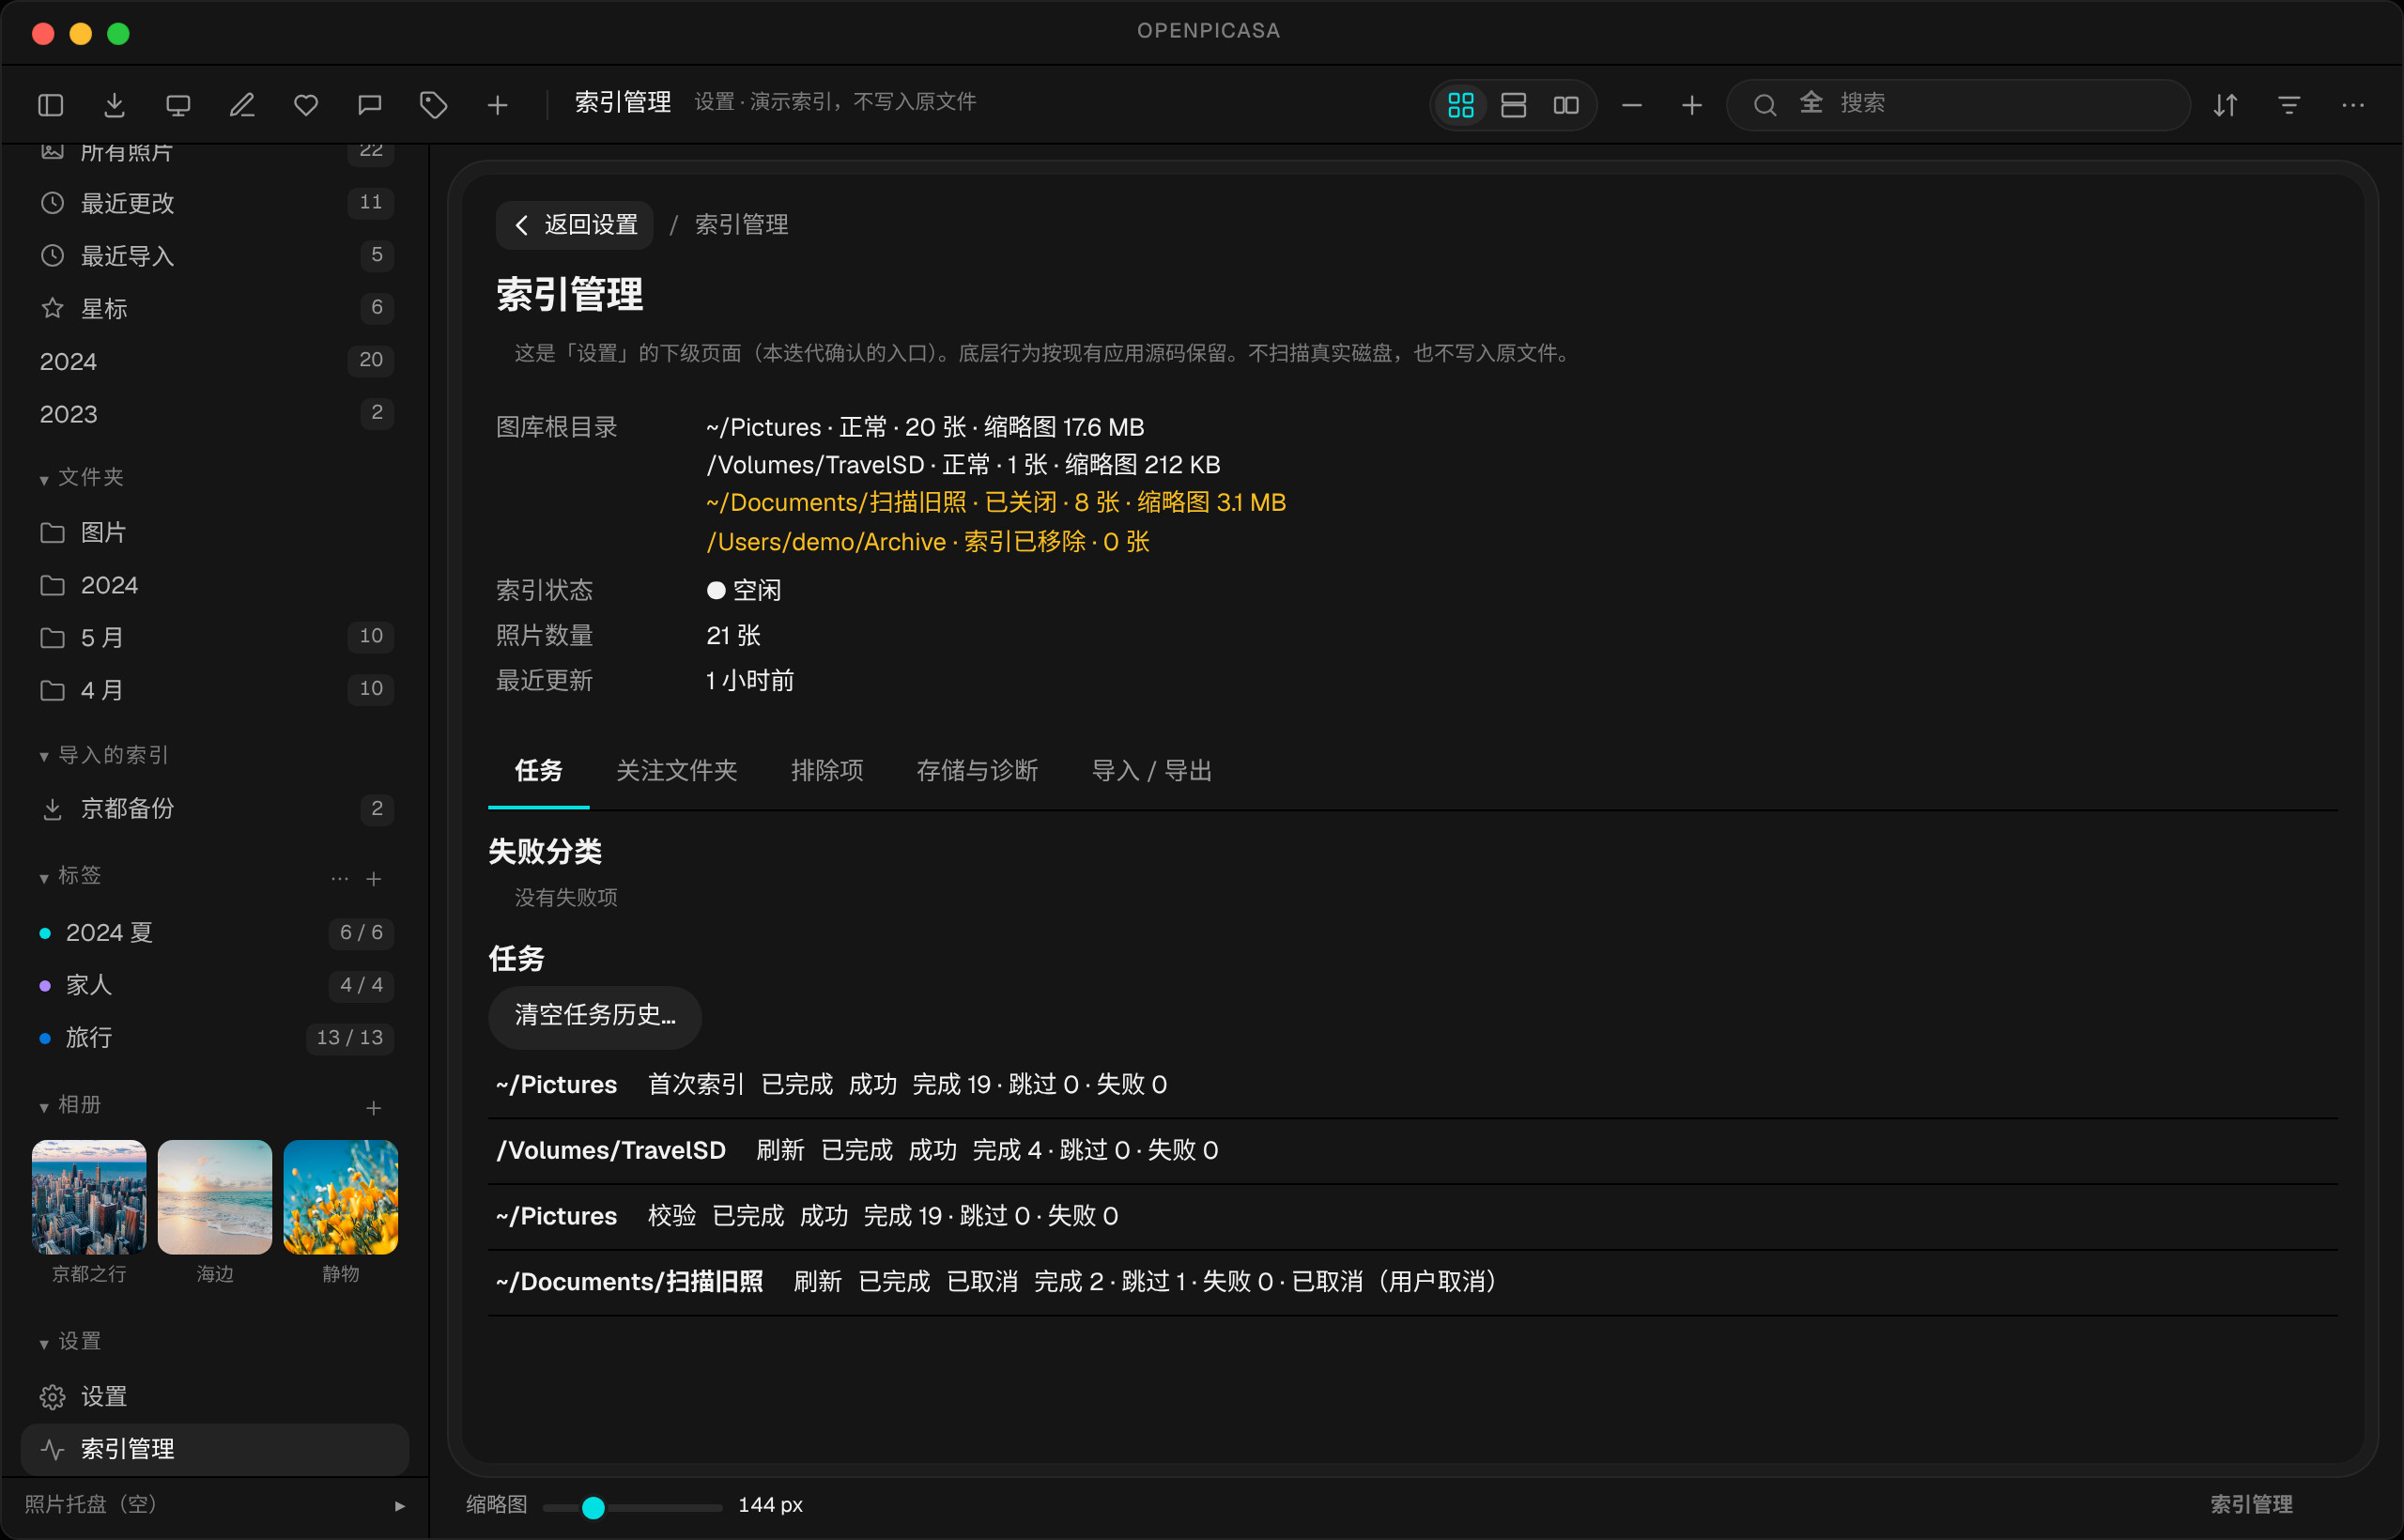 OPENPICASA
索引管理 设置 · 演示索引，不写入原文件
全 搜索
所有照片 22
最近更改 11
最近导入 5
星标 6
2024 20
2023 2
文件夹
图片
2024
5 月 10
4 月 10
导入的索引
京都备份 2
标签
2024 夏 6 / 6
家人 4 / 4
旅行 13 / 13
相册
京都之行 海边 静物
设置
设置
索引管理
照片托盘（空）
返回设置 / 索引管理
索引管理
这是「设置」的下级页面（本迭代确认的入口）。底层行为按现有应用源码保留。不扫描真实磁盘，也不写入原文件。
图库根目录 ~/Pictures · 正常 · 20 张 · 缩略图 17.6 MB
/Volumes/TravelSD · 正常 · 1 张 · 缩略图 212 KB
~/Documents/扫描旧照 · 已关闭 · 8 张 · 缩略图 3.1 MB
/Users/demo/Archive · 索引已移除 · 0 张
索引状态 空闲
照片数量 21 张
最近更新 1 小时前
任务 关注文件夹 排除项 存储与诊断 导入 / 导出
失败分类
没有失败项
任务
清空任务历史...
~/Pictures 首次索引 已完成 成功 完成 19 · 跳过 0 · 失败 0
/Volumes/TravelSD 刷新 已完成 成功 完成 4 · 跳过 0 · 失败 0
~/Pictures 校验 已完成 成功 完成 19 · 跳过 0 · 失败 0
~/Documents/扫描旧照 刷新 已完成 已取消 完成 2 · 跳过 1 · 失败 0 · 已取消（用户取消）
缩略图 144 px
索引管理